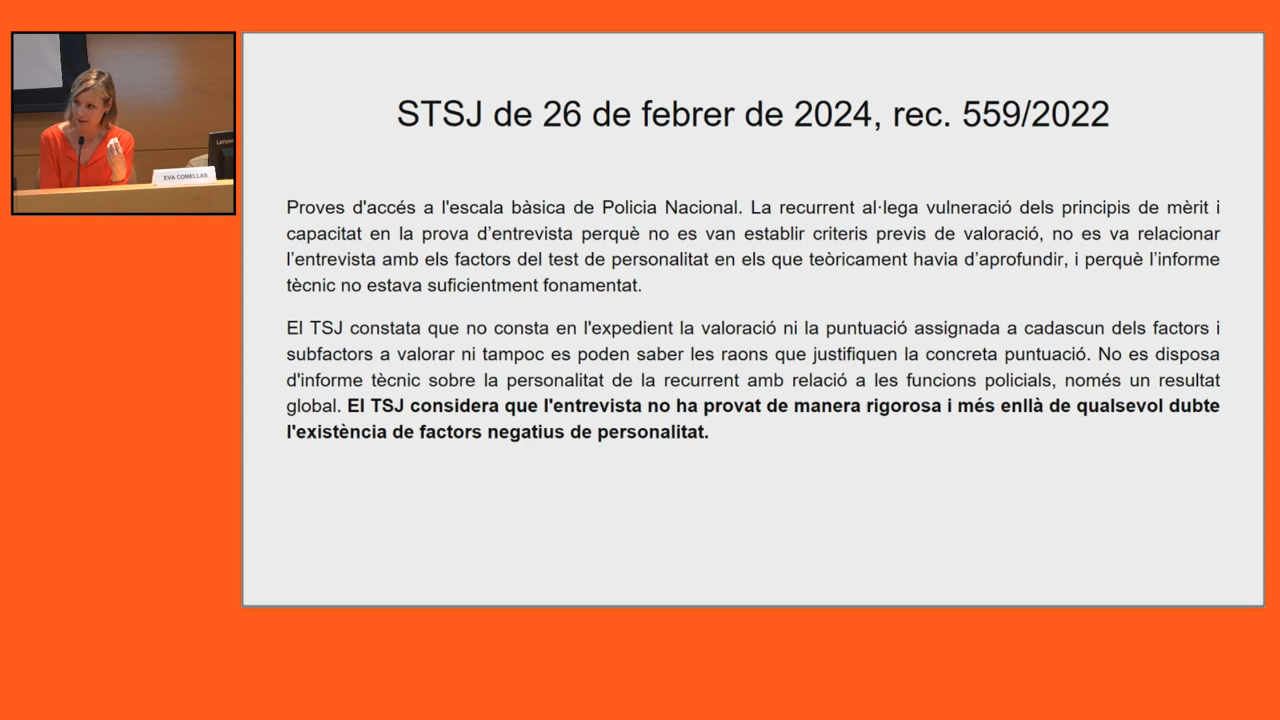 Lenovo
EVA COMELLAS
STSJ de 26 de febrer de 2024, rec. 559/2022
Proves d'accés a l'escala bàsica de Policia Nacional. La recurrent al·lega vulneració dels principis de mèrit i
capacitat en la prova d’entrevista perquè no es van establir criteris previs de valoració, no es va relacionar
l’entrevista amb els factors del test de personalitat en els que teòricament havia d’aprofundir, i perquè l’informe
tècnic no estava suficientment fonamentat.
El TSJ constata que no consta en l'expedient la valoració ni la puntuació assignada a cadascun dels factors i
subfactors a valorar ni tampoc es poden saber les raons que justifiquen la concreta puntuació. No es disposa
d'informe tècnic sobre la personalitat de la recurrent amb relació a les funcions policials, només un resultat
global. El TSJ considera que l'entrevista no ha provat de manera rigorosa i més enllà de qualsevol dubte
l'existència de factors negatius de personalitat.